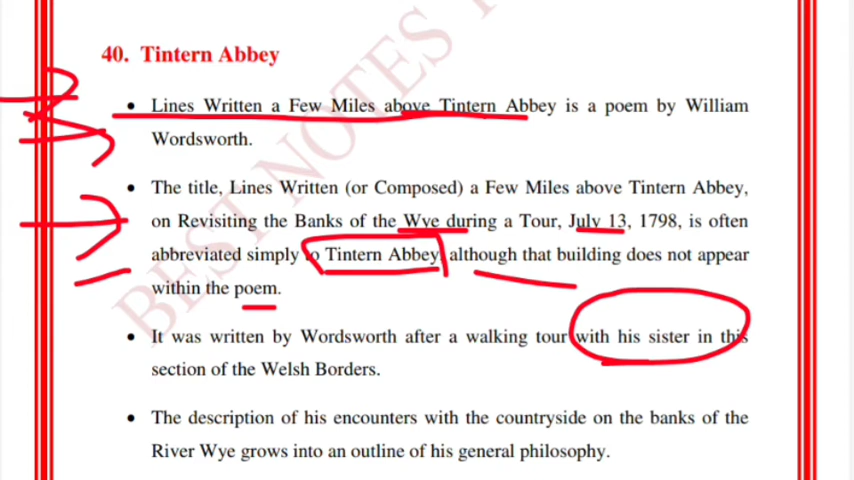 40. Tintern Abbey
• Lines Written a Few Miles above Tintern Abbey is a poem by William
Wordsworth.
• The title, Lines Written (or Composed) a Few Miles above Tintern Abbey,
on Revisiting the Banks of the Wye during a Tour, July 13, 1798, is often
abbreviated simply to Tintern Abbey, although that building does not appear
within the poem.
• It was written by Wordsworth after a walking tour with his sister in this
section of the Welsh Borders.
• The description of his encounters with the countryside on the banks of the
River Wye grows into an outline of his general philosophy.
BEST NOTES